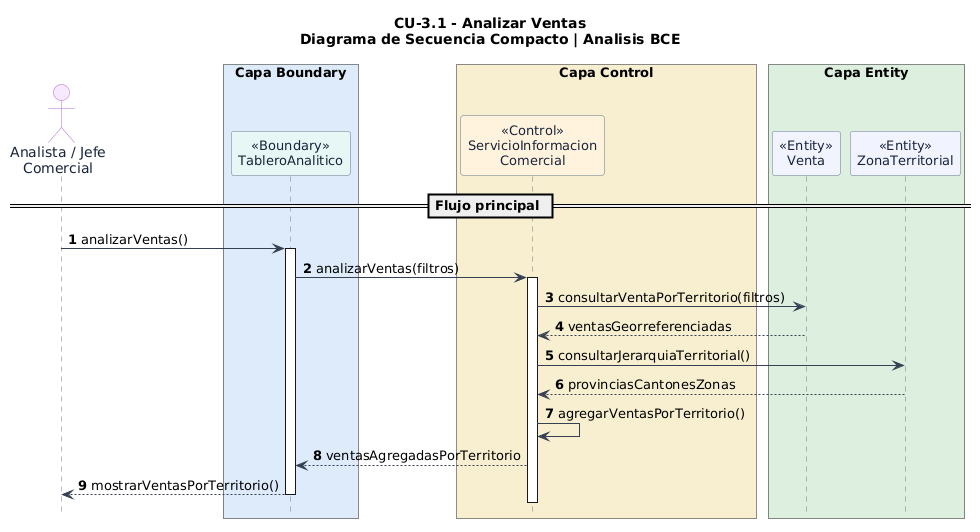 CU-3.1 - Analizar Ventas
Diagrama de Secuencia Compacto | Analisis BCE
Capa Boundary
Capa Control
Capa Entity
Analista / Jefe
Comercial
«Boundary»
TableroAnalitico
«Control»
ServicioInformacion
Comercial
«Entity»
Venta
«Entity»
ZonaTerritorial
Flujo principal
1 analizarVentas()
2 analizarVentas(filtros)
3 consultarVentaPorTerritorio(filtros)
4 ventasGeorreferenciadas
5 consultarJerarquiaTerritorial()
6 provinciasCantonesZonas
7 agregarVentasPorTerritorio()
8 ventasAgregadasPorTerritorio
9 mostrarVentasPorTerritorio()